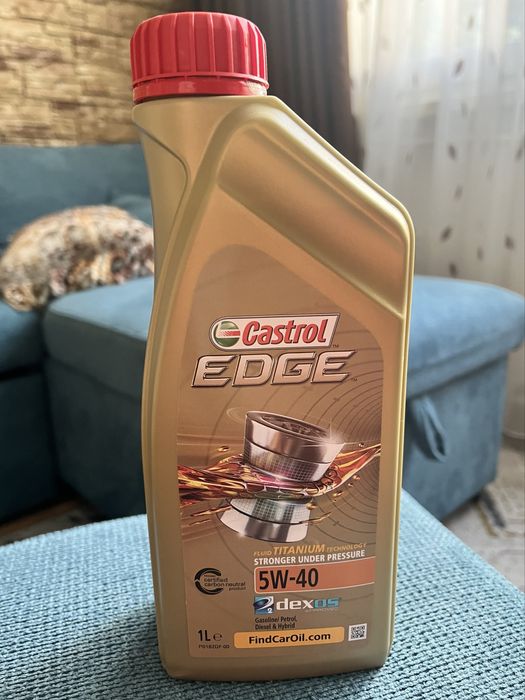 Castrol
EDGE
FLUID TITANIUM TECHNOLOGY
STRONGER UNDER PRESSURE
5W-40
certified
carbon neutral
product
dexos
2
Gasoline/ Petrol,
Diesel & Hybrid
1L e
FindCarOil.com